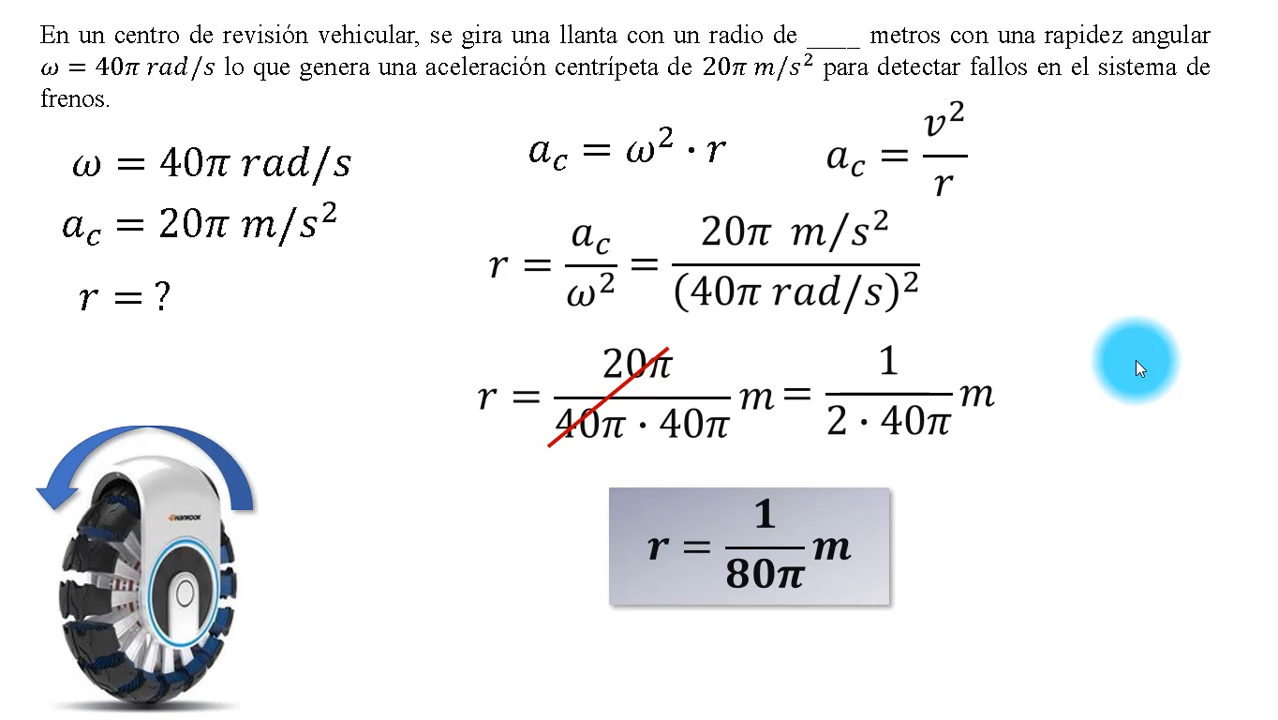 En un centro de revisión vehicular, se gira una llanta con un radio de ____ metros con una rapidez angular
ω = 40π rad/s lo que genera una aceleración centrípeta de 20π m/s² para detectar fallos en el sistema de
frenos.
ω = 40π rad/s
a_c = 20π m/s²
r = ?
a_c = ω² · r
a_c = v²/r
r = a_c/ω² = 20π m/s²/(40π rad/s)²
r = 20π/(40π · 40π) m = 1/(2 · 40π) m
r = 1/80π m
HANKOOK